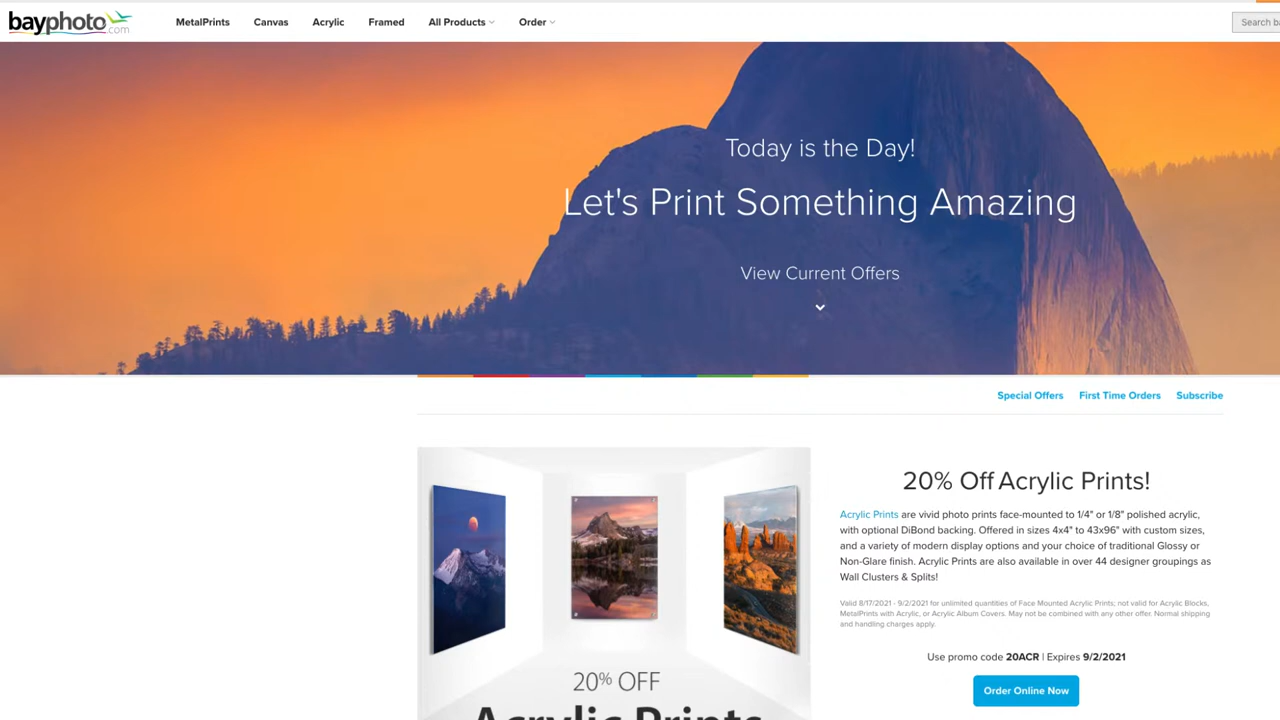 bayphoto.com
MetalPrints
Canvas
Acrylic
Framed
All Products
Order
Search ba
Today is the Day!
Let's Print Something Amazing
View Current Offers
Special Offers
First Time Orders
Subscribe
20% Off Acrylic Prints!
Acrylic Prints are vivid photo prints face-mounted to 1/4" or 1/8" polished acrylic,
with optional DiBond backing. Offered in sizes 4x4" to 43x96" with custom sizes,
and a variety of modern display options and your choice of traditional Glossy or
Non-Glare finish. Acrylic Prints are also available in over 44 designer groupings as
Wall Clusters & Splits!
Valid 8/17/2021 - 9/2/2021 for unlimited quantities of Face Mounted Acrylic Prints; not valid for Acrylic Blocks,
MetalPrints with Acrylic, or Acrylic Album Covers. May not be combined with any other offer. Normal shipping
and handling charges apply.
Use promo code 20ACR | Expires 9/2/2021
Order Online Now
20% OFF
Acrylic Prints